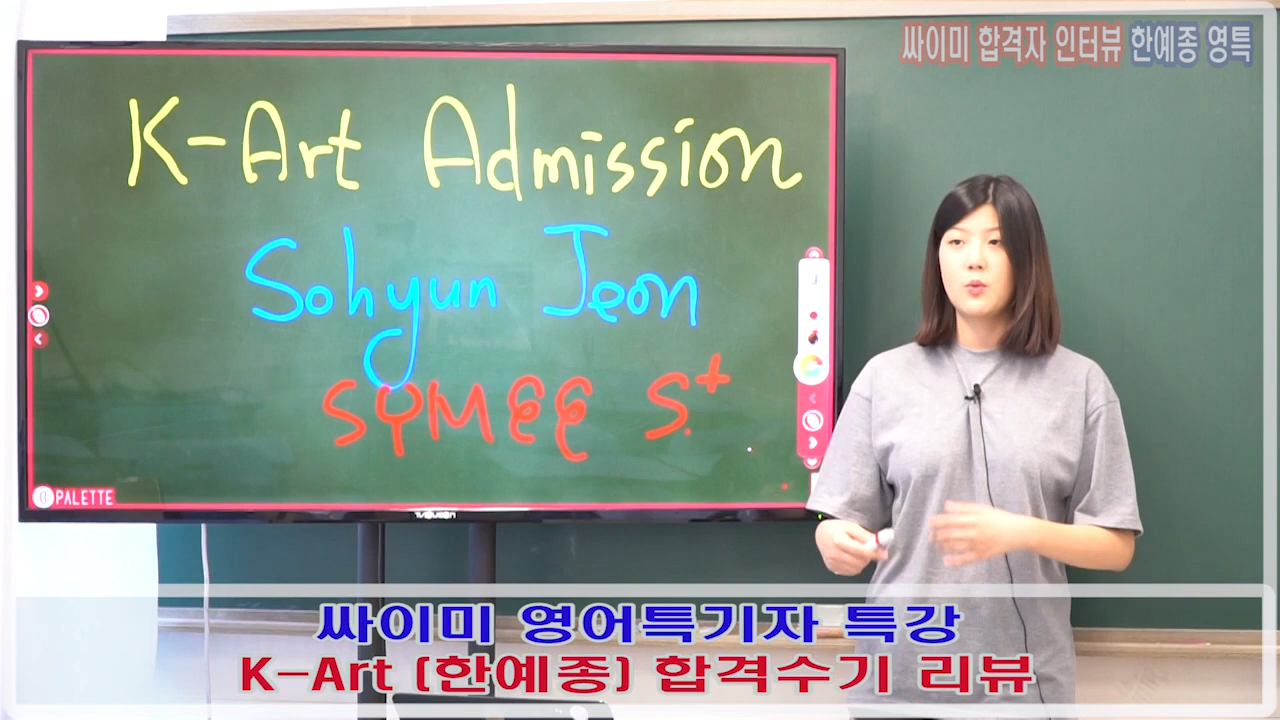 싸이미 합격자 인터뷰 한예종 영특
K-Art Admission
Sohyun Jeon
SYMEE S+
PALETTE
싸이미 영어특기자 특강
K-Art (한예종) 합격수기 리뷰